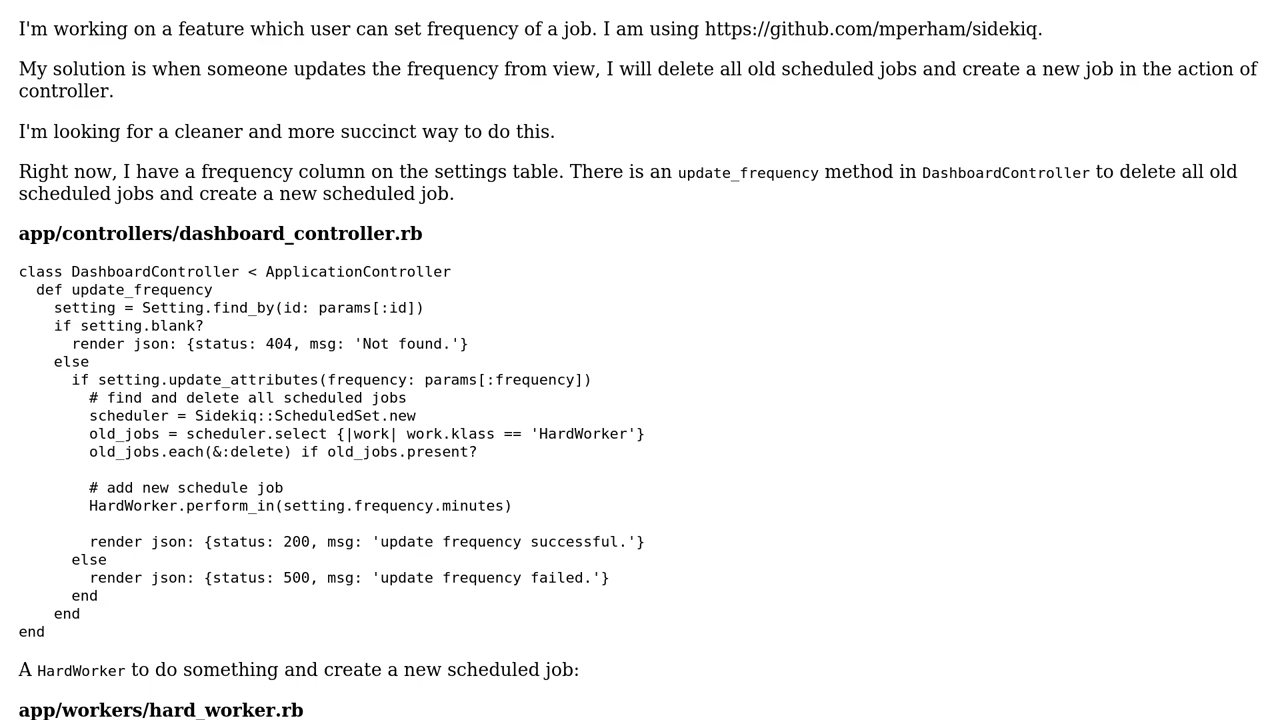 I'm working on a feature which user can set frequency of a job. I am using https://github.com/mperham/sidekiq.
My solution is when someone updates the frequency from view, I will delete all old scheduled jobs and create a new job in the action of
controller.
I'm looking for a cleaner and more succinct way to do this.
Right now, I have a frequency column on the settings table. There is an update_frequency method in DashboardController to delete all old
scheduled jobs and create a new scheduled job.
app/controllers/dashboard_controller.rb
class DashboardController < ApplicationController
  def update_frequency
    setting = Setting.find_by(id: params[:id])
    if setting.blank?
      render json: {status: 404, msg: 'Not found.'}
    else
      if setting.update_attributes(frequency: params[:frequency])
        # find and delete all scheduled jobs
        scheduler = Sidekiq::ScheduledSet.new
        old_jobs = scheduler.select {|work| work.klass == 'HardWorker'}
        old_jobs.each(&:delete) if old_jobs.present?
        # add new schedule job
        HardWorker.perform_in(setting.frequency.minutes)
        render json: {status: 200, msg: 'update frequency successful.'}
      else
        render json: {status: 500, msg: 'update frequency failed.'}
      end
    end
end
A HardWorker to do something and create a new scheduled job:
app/workers/hard_worker.rb